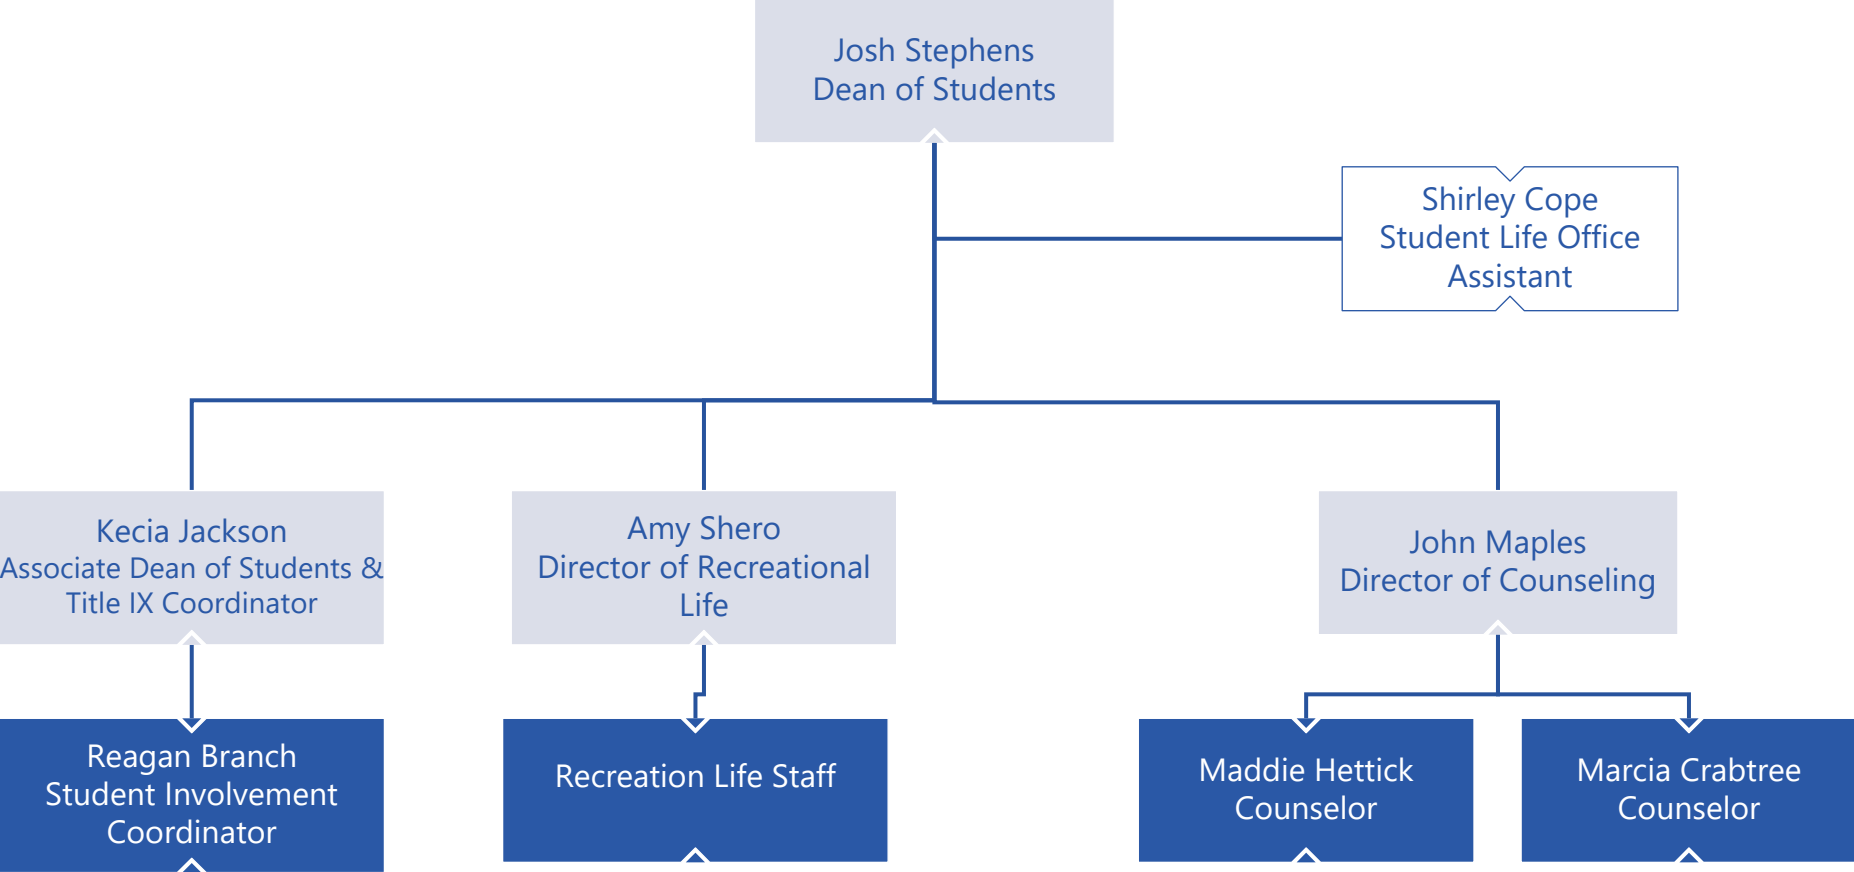 Josh Stephens
Dean of Students
Shirley Cope
Student Life Office
Assistant
Kecia Jackson
Associate Dean of Students &
Title IX Coordinator
Amy Shero
Director of Recreational
Life
John Maples
Director of Counseling
Reagan Branch
Student Involvement
Coordinator
Recreation Life Staff
Maddie Hettick
Counselor
Marcia Crabtree
Counselor